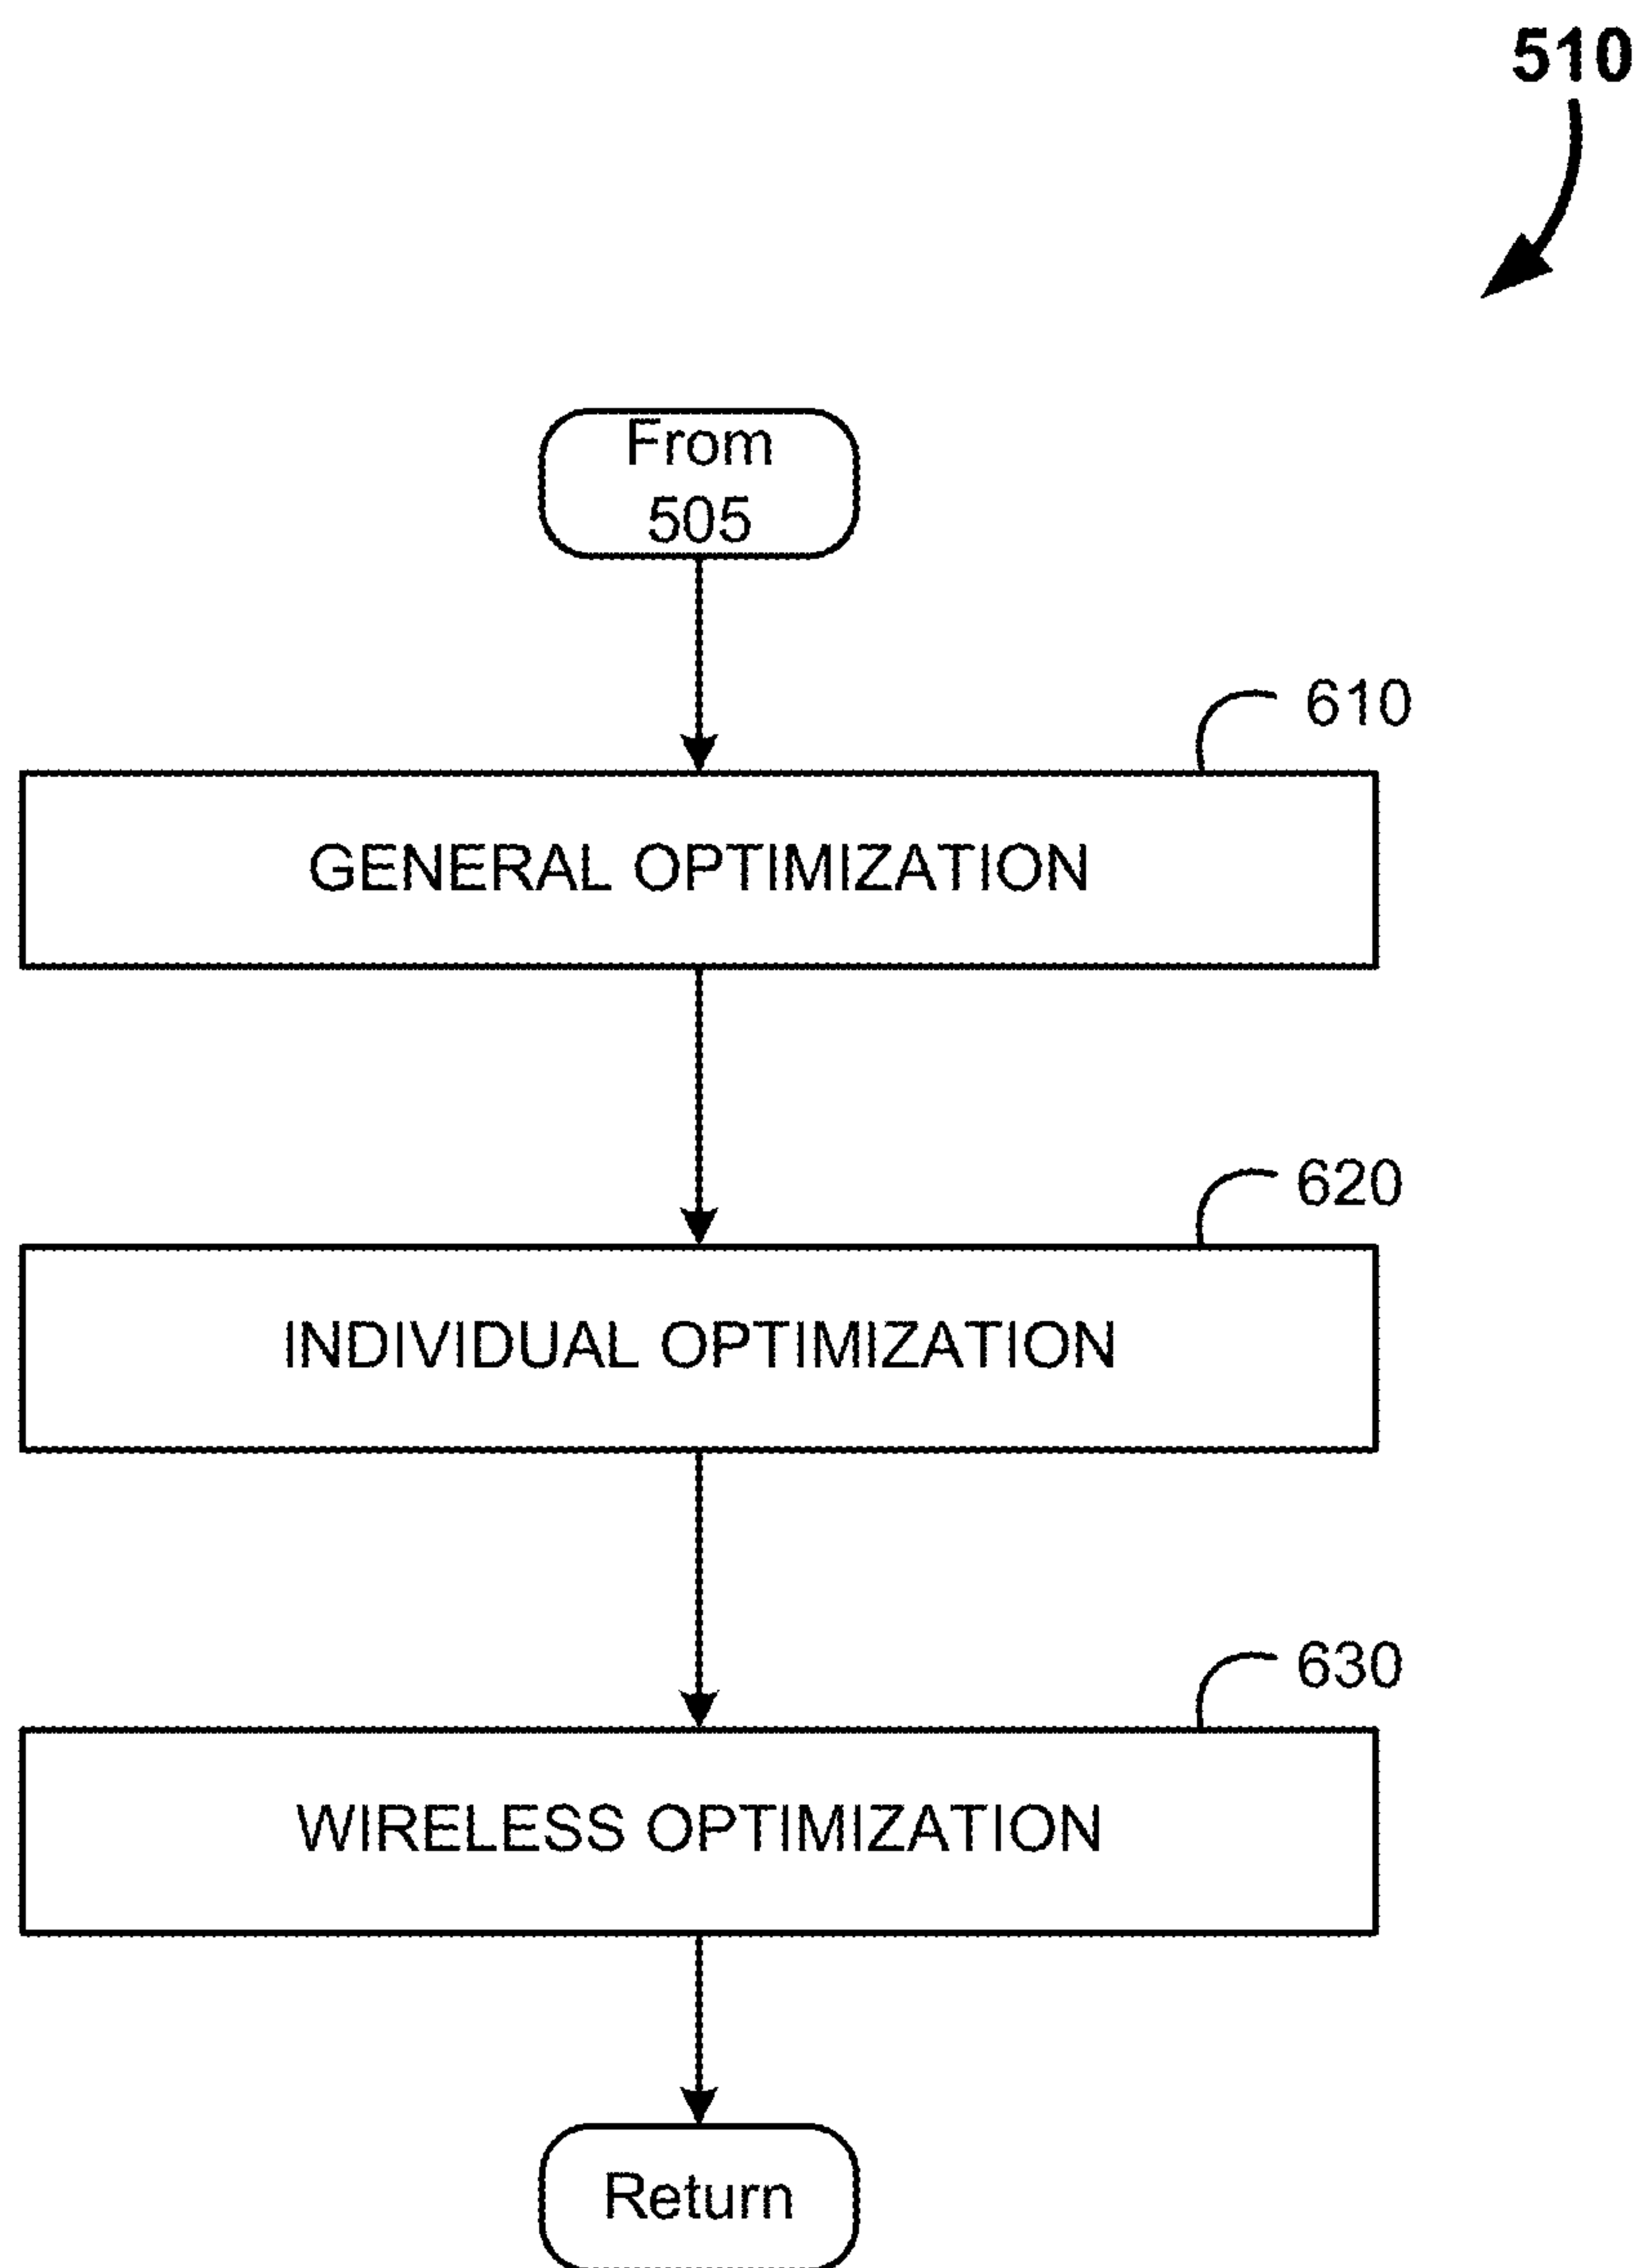 510
From
505
610
GENERAL OPTIMIZATION
620
INDIVIDUAL OPTIMIZATION
630
WIRELESS OPTIMIZATION
Return